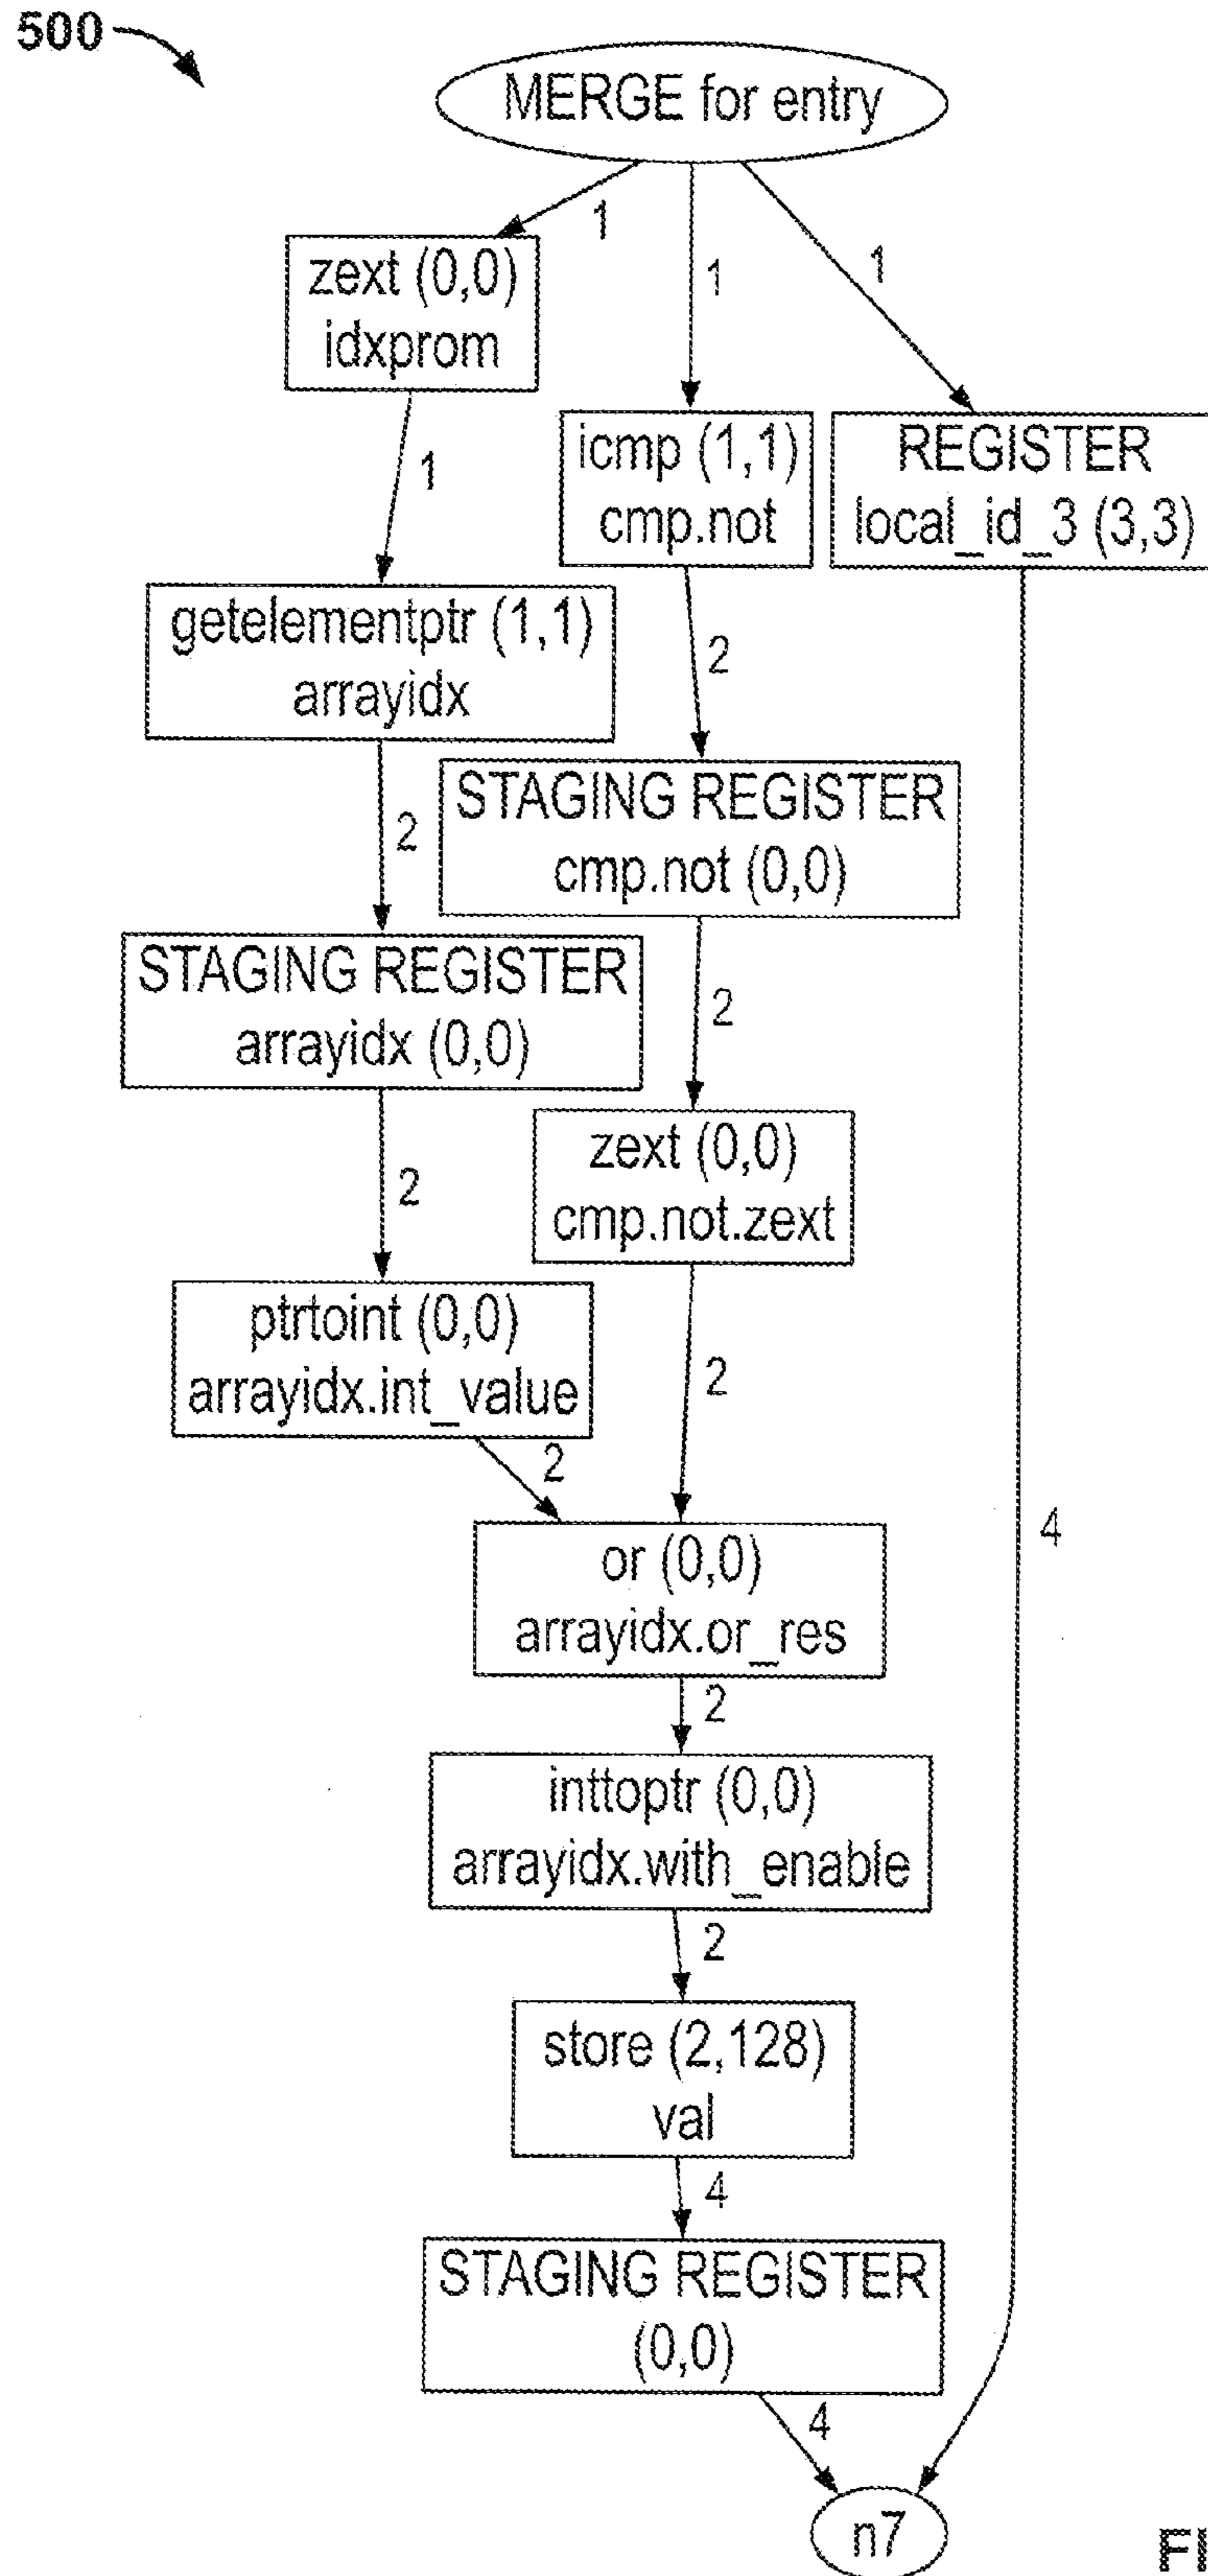 500
MERGE for entry
1
1
1
zext (0,0)
idxprom
icmp (1,1)
cmp.not
REGISTER
local_id_3 (3,3)
1
2
getelementptr (1,1)
arrayidx
STAGING REGISTER
cmp.not (0,0)
2
STAGING REGISTER
arrayidx (0,0)
2
zext (0,0)
cmp.not.zext
2
ptrtoint (0,0)
arrayidx.int_value
2
2
4
or (0,0)
arrayidx.or_res
2
inttoptr (0,0)
arrayidx.with_enable
2
store (2,128)
val
4
STAGING REGISTER
(0,0)
4
n7